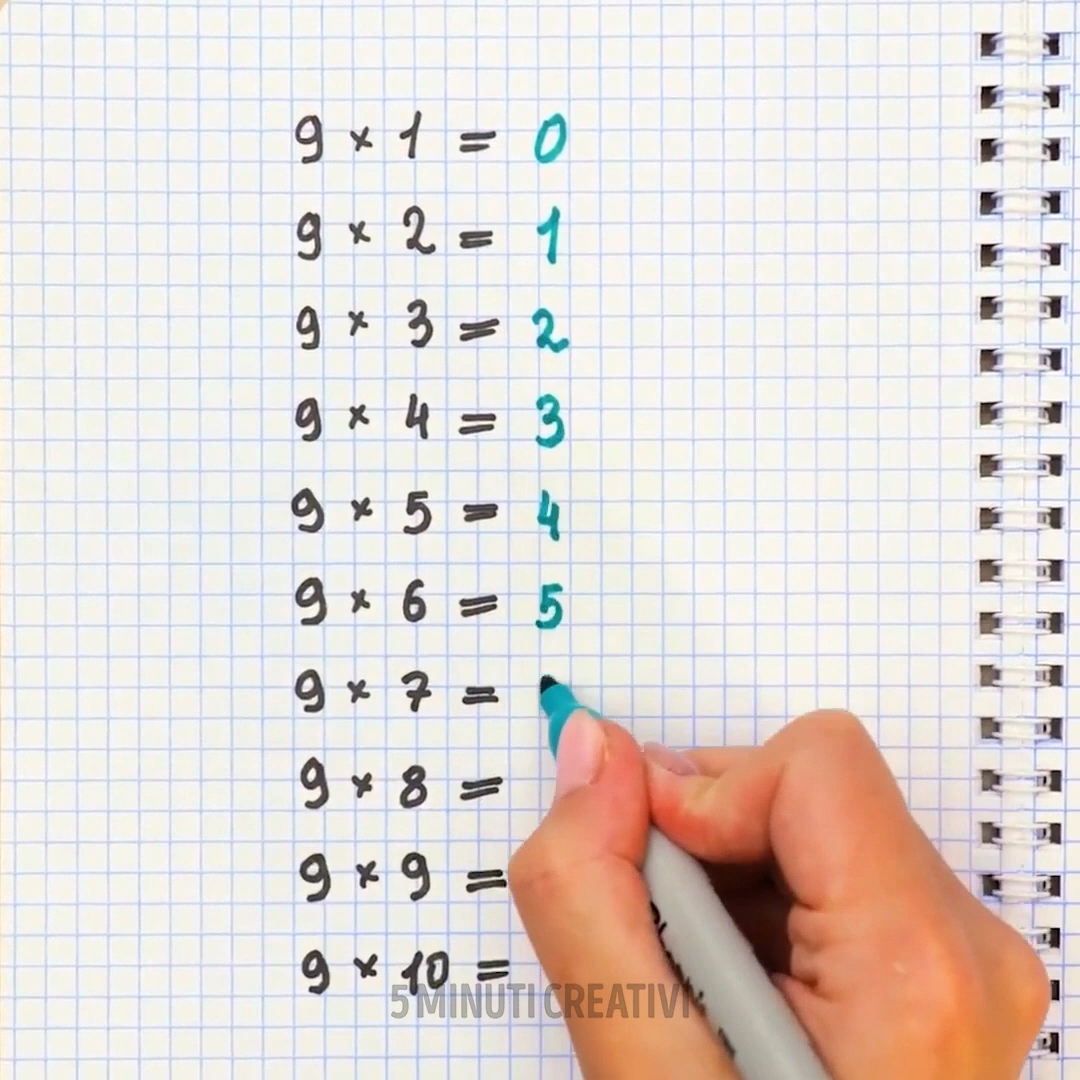 9 × 1 = 0
9 × 2 = 1
9 × 3 = 2
9 × 4 = 3
9 × 5 = 4
9 × 6 = 5
9 × 7 =
9 × 8 =
9 × 9 =
9 × 10 =
5 MINUTI CREATIVI